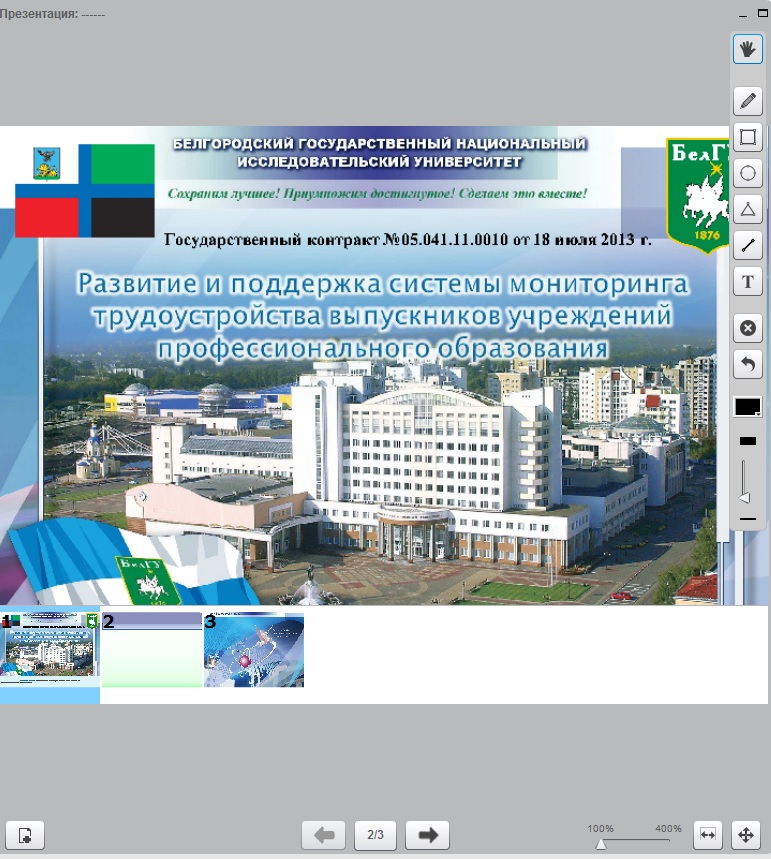 Презентация: ------
БЕЛГОРОДСКИЙ ГОСУДАРСТВЕННЫЙ НАЦИОНАЛЬНЫЙ
ИССЛЕДОВАТЕЛЬСКИЙ УНИВЕРСИТЕТ
Сохраним лучшее! Приумножим достигнутое! Сделаем это вместе!
БелГУ
1876
Государственный контракт №05.041.11.0010 от 18 июля 2013 г.
Развитие и поддержка системы мониторинга
трудоустройства выпускников учреждений
профессионального образования
T
БелГУ
1876
1
2
3
2/3
100%
400%